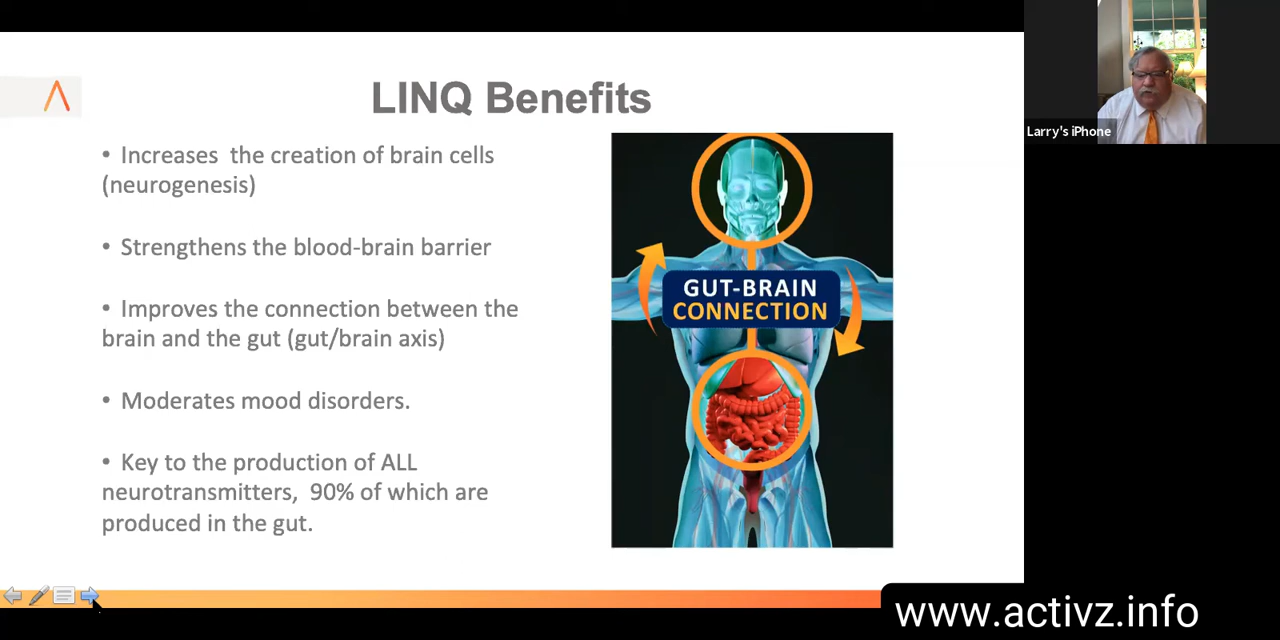 LINQ Benefits
• Increases  the creation of brain cells
(neurogenesis)
• Strengthens the blood-brain barrier
• Improves the connection between the
brain and the gut (gut/brain axis)
• Moderates mood disorders.
• Key to the production of ALL
neurotransmitters,  90% of which are
produced in the gut.
GUT-BRAIN
CONNECTION
Larry's iPhone
www.activz.info